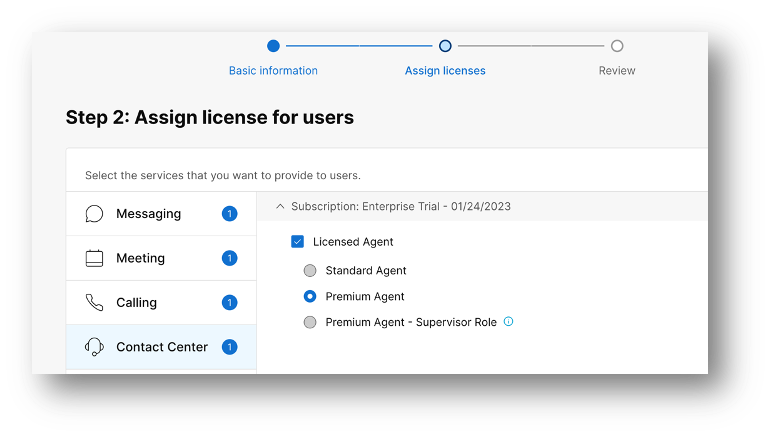 Basic information
Assign licenses
Review
Step 2: Assign license for users
Select the services that you want to provide to users.
Messaging 1
Meeting 1
Calling 1
Contact Center 1
Subscription: Enterprise Trial - 01/24/2023
Licensed Agent
Standard Agent
Premium Agent
Premium Agent - Supervisor Role